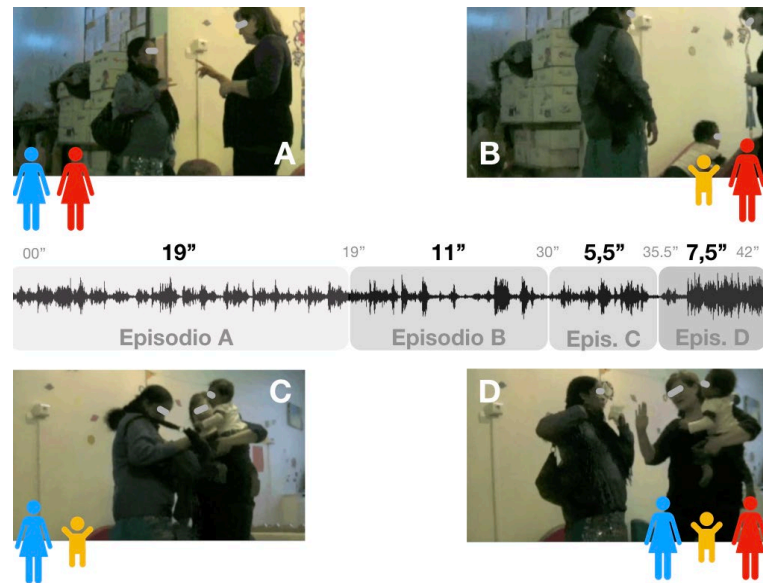 A
B
00” 19” 19” 11” 30” 5,5” 35.5” 7,5” 42”
Episodio A Episodio B Epis. C Epis. D
C
D